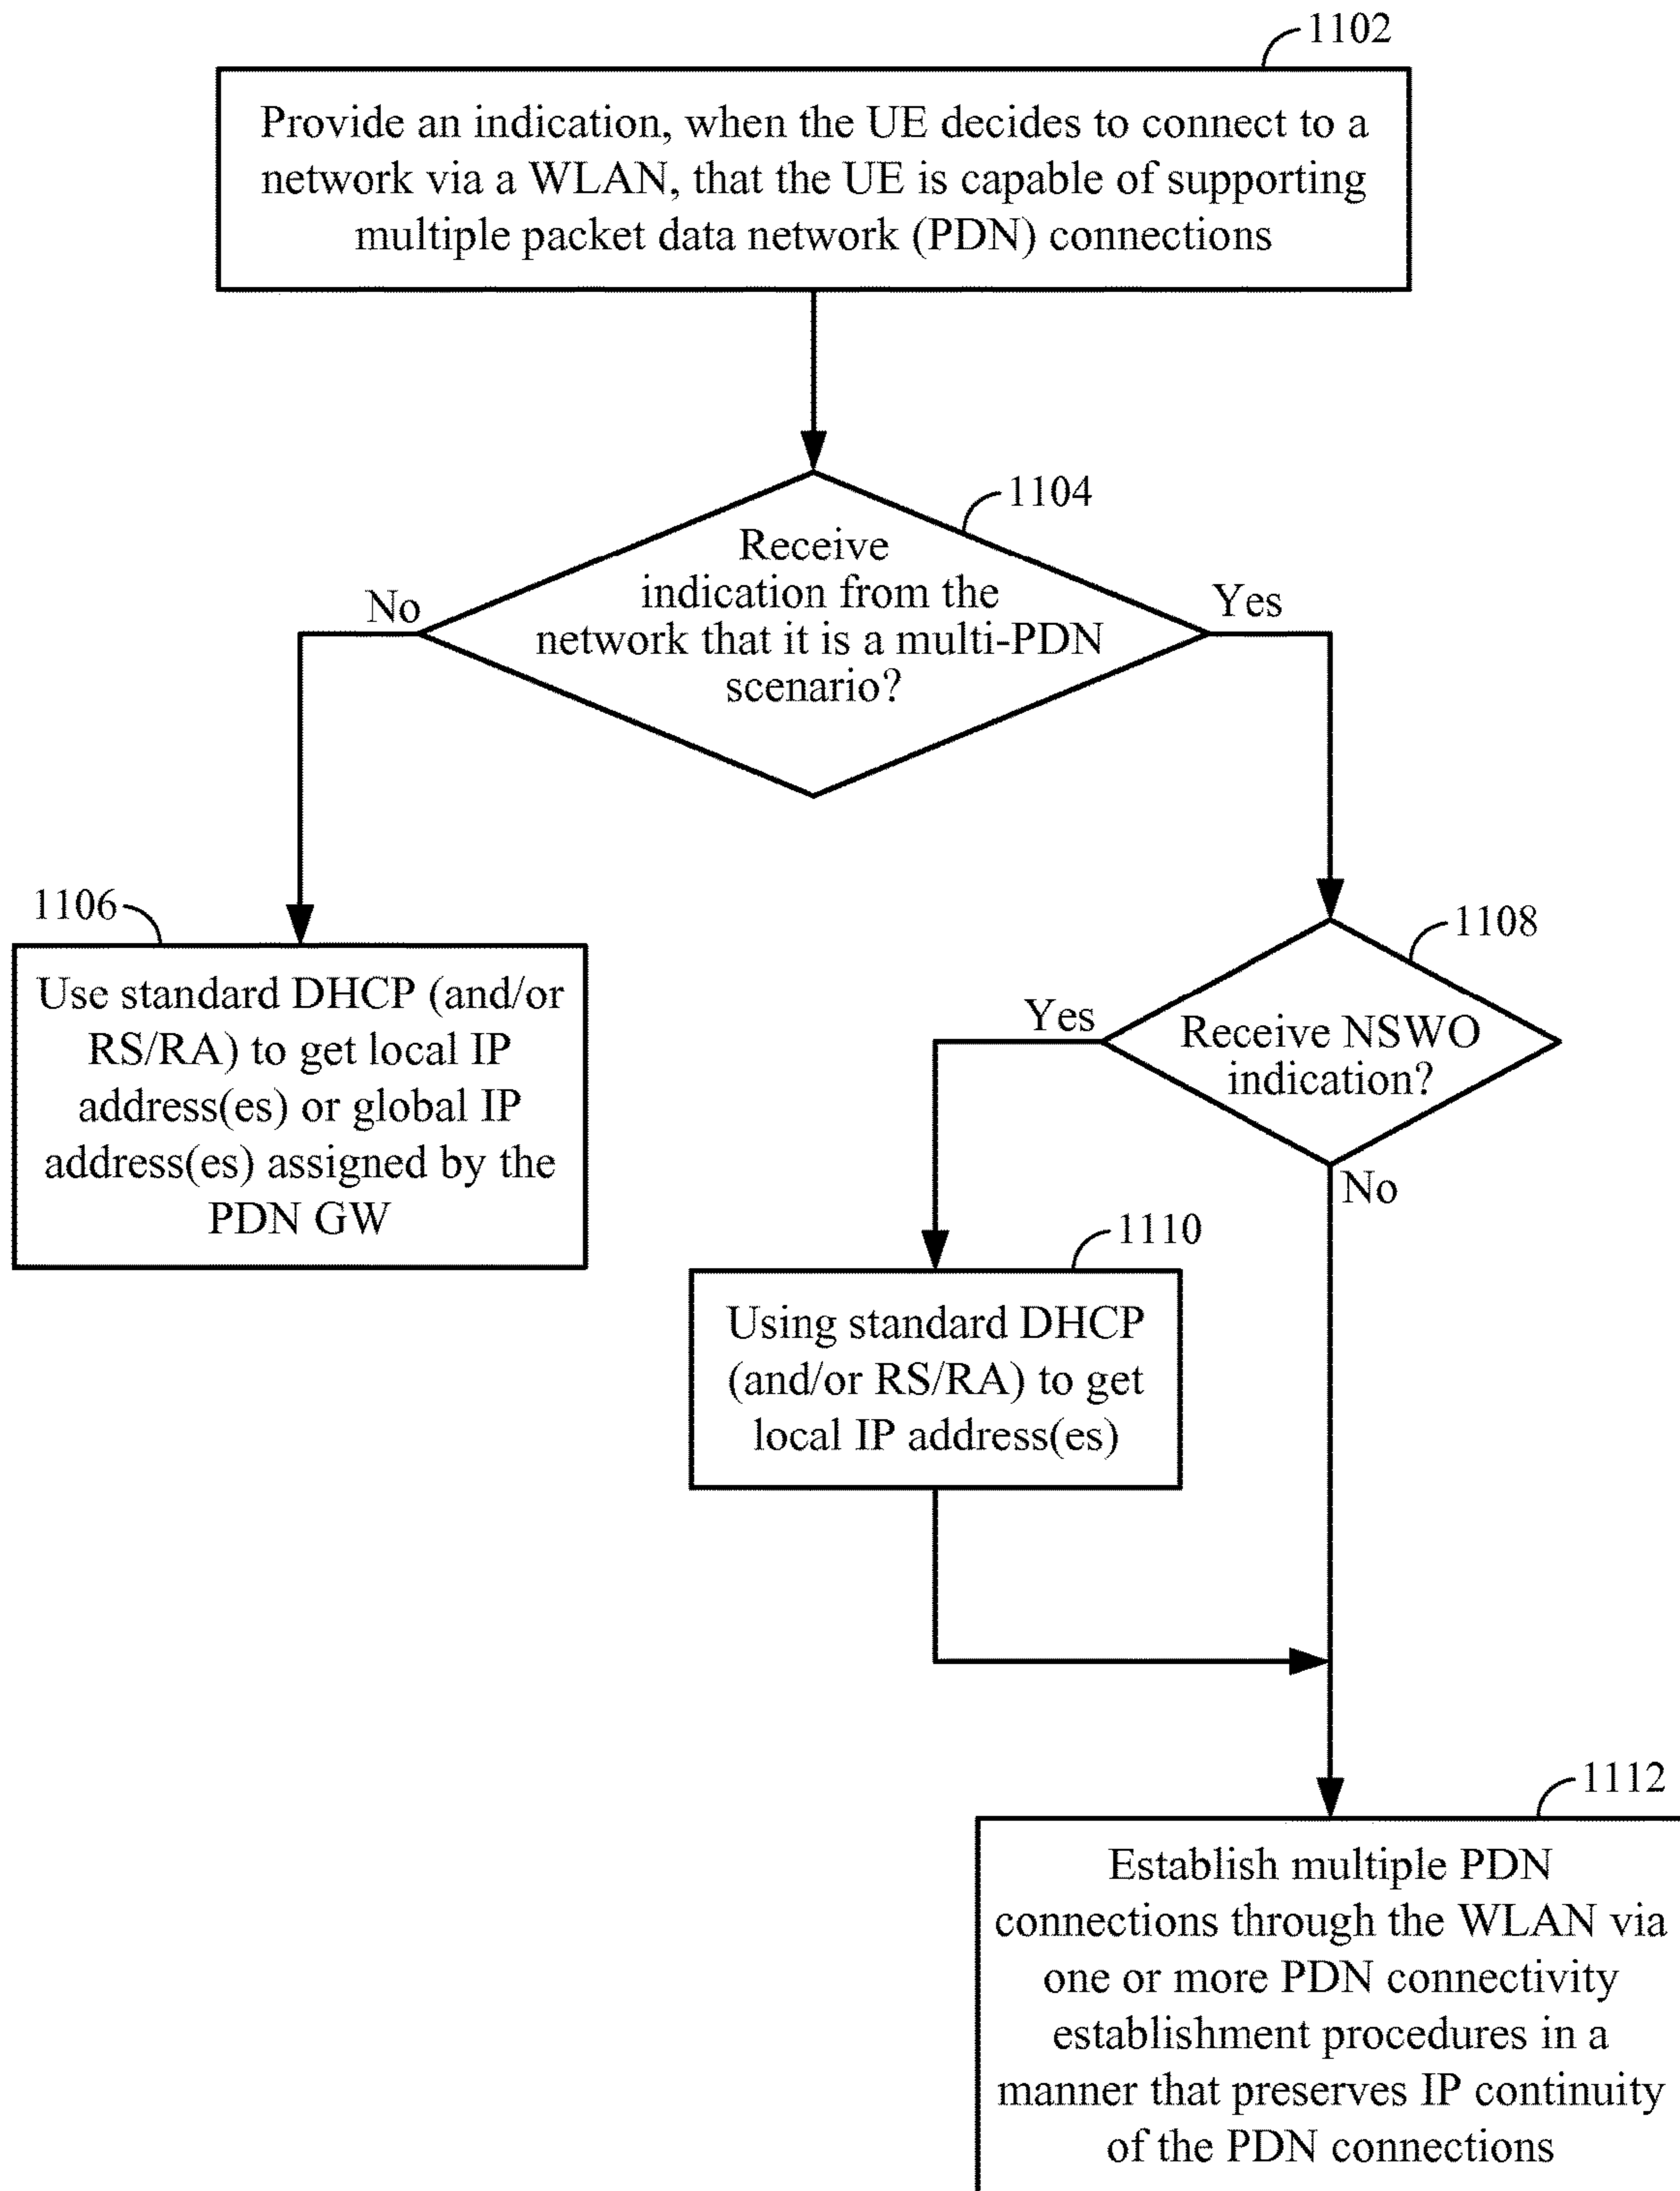 1102
Provide an indication, when the UE decides to connect to a
network via a WLAN, that the UE is capable of supporting
multiple packet data network (PDN) connections
1104
Receive
indication from the
network that it is a multi-PDN
scenario?
No
Yes
1106
Use standard DHCP (and/or
RS/RA) to get local IP
address(es) or global IP
address(es) assigned by the
PDN GW
1108
Receive NSWO
indication?
Yes
No
1110
Using standard DHCP
(and/or RS/RA) to get
local IP address(es)
1112
Establish multiple PDN
connections through the WLAN via
one or more PDN connectivity
establishment procedures in a
manner that preserves IP continuity
of the PDN connections